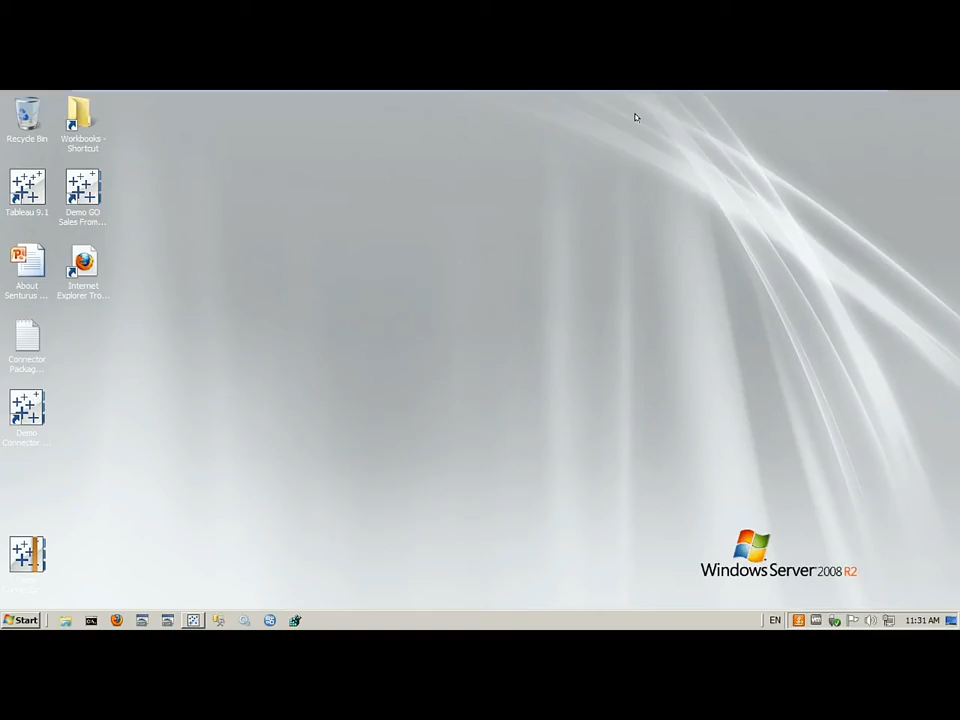 Recycle Bin
Workbooks -
Shortcut
Tableau 9.1
Demo GO
Sales From...
About
Senturus ...
Internet
Explorer Tro...
Connector
Packag...
Demo
Connector ...
Windows Server 2008 R2
Start
EN
11:31 AM